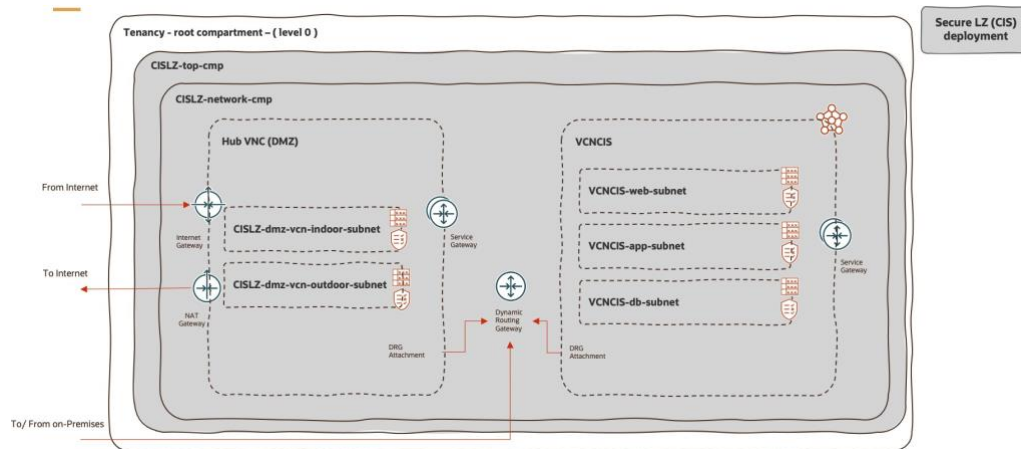 Tenancy - root compartment – ( level 0 )
Secure LZ (CIS)
deployment
CISLZ-top-cmp
CISLZ-network-cmp
Hub VNC (DMZ)
VCNCIS
From Internet
Internet
Gateway
CISLZ-dmz-vcn-indoor-subnet
Service
Gateway
VCNCIS-web-subnet
VCNCIS-app-subnet
Service
Gateway
To Internet
NAT
Gateway
CISLZ-dmz-vcn-outdoor-subnet
Dynamic
Routing
Gateway
VCNCIS-db-subnet
DRG
Attachment
DRG
Attachment
To/ From on-Premises